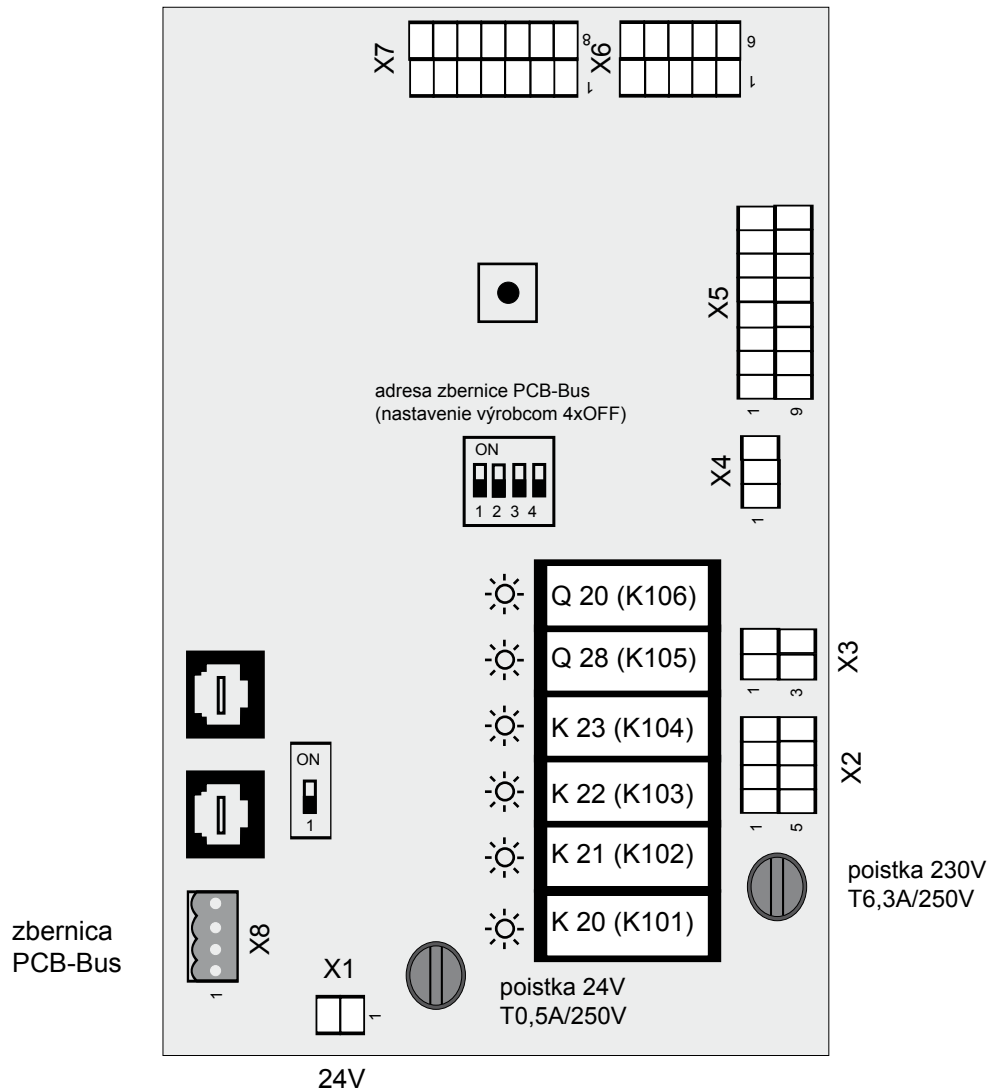 X7
8
1
X6
6
1
X5
1
9
adresa zbernice PCB-Bus
(nastavenie výrobcom 4xOFF)
ON
1 2 3 4
X4
1
Q 20 (K106)
Q 28 (K105)
K 23 (K104)
K 22 (K103)
K 21 (K102)
K 20 (K101)
X3
1
3
X2
1
5
ON
1
poistka 230V
T6,3A/250V
zbernica
PCB-Bus
X8
1
X1
1
poistka 24V
T0,5A/250V
24V